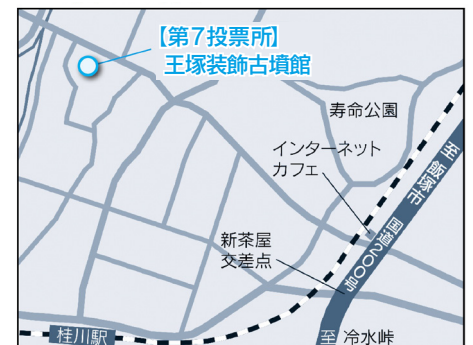 【第7投票所】
王塚装飾古墳館
寿命公園
インターネット
カフェ
至 飯塚市
国道200号
新茶屋
交差点
桂川駅
至 冷水峠